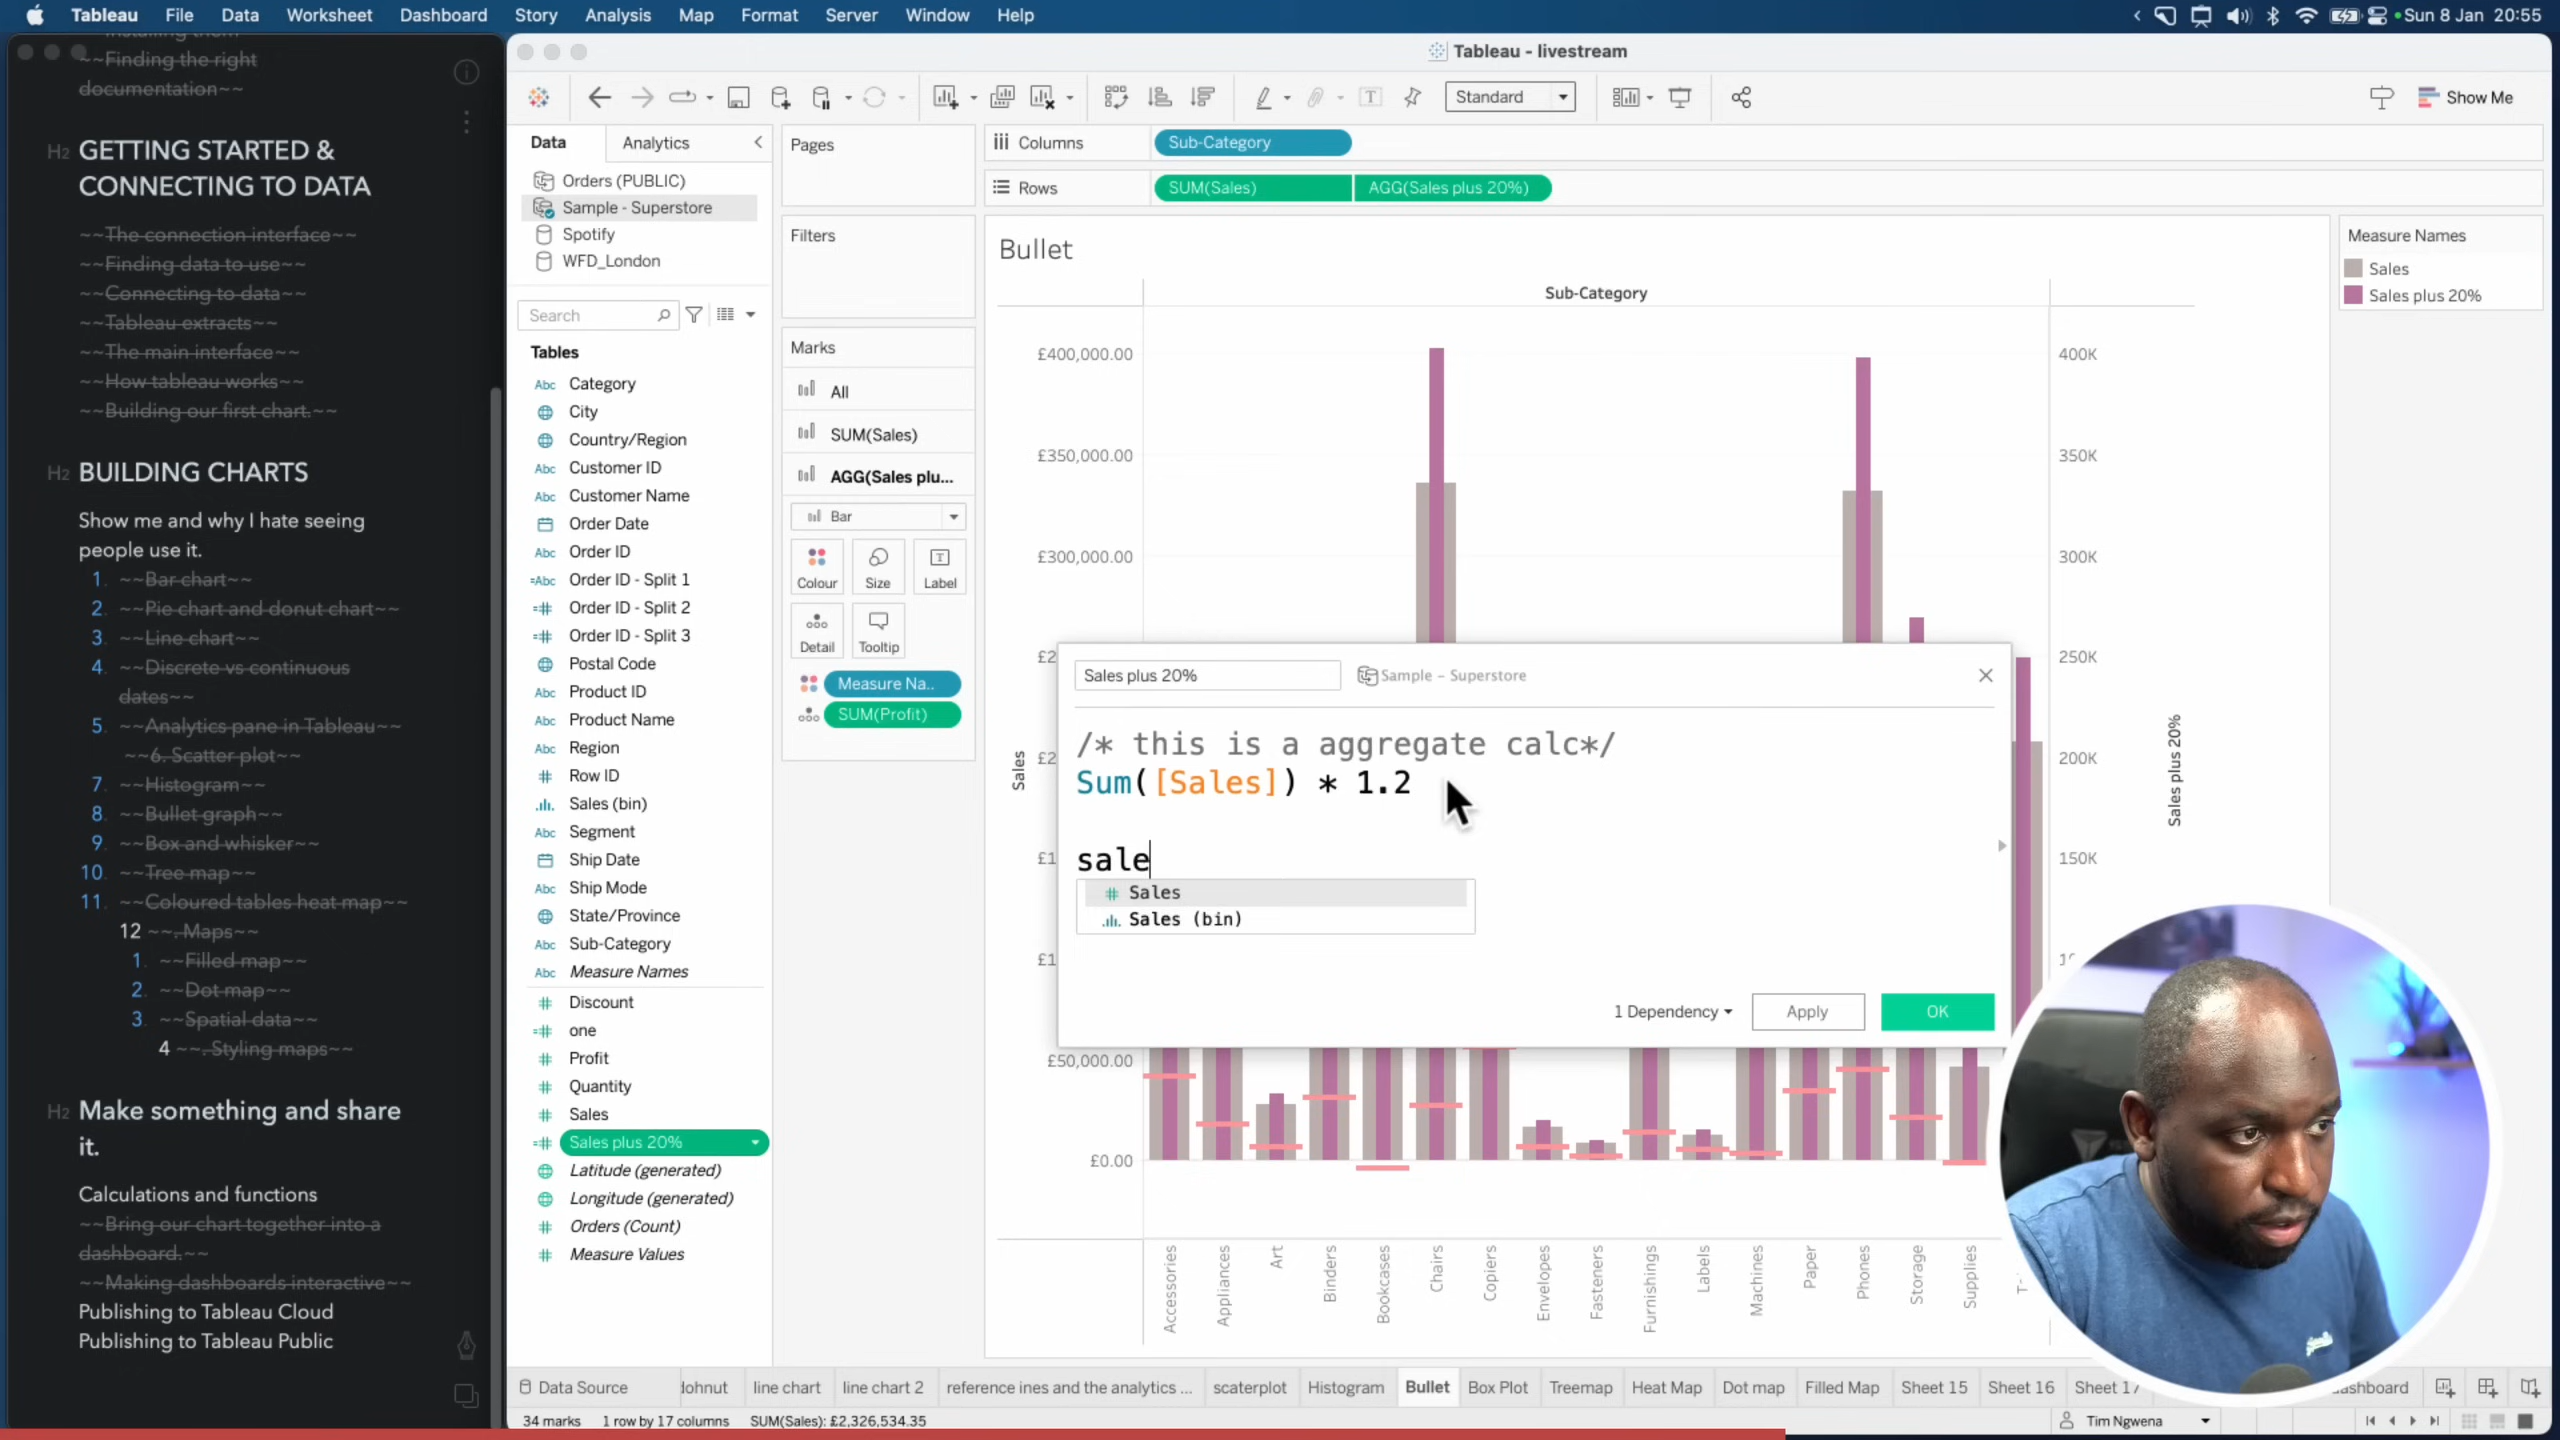 Tableau File Data Worksheet Dashboard Story Analysis Map Format Server Window Help
Sun 8 Jan 20:55
~~Finding the right
documentation~~
H2 GETTING STARTED &
CONNECTING TO DATA
~~The connection interface~~
~~Finding data to use~~
~~Connecting to data~~
~~Tableau extracts~~
~~The main interface~~
~~How tableau works~~
~~Building our first chart.~~
H2 BUILDING CHARTS
Show me and why I hate seeing
people use it.
1. ~~Bar chart~~
2. ~~Pie chart and donut chart~~
3. ~~Line chart~~
4. ~~Discrete vs continuous
dates~~
5. ~~Analytics pane in Tableau~~
~~6. Scatter plot~~
7. ~~Histogram~~
8. ~~Bullet graph~~
9. ~~Box and whisker~~
10. ~~Tree map~~
11. ~~Coloured tables heat map~~
12 ~~. Maps~~
1. ~~Filled map~~
2. ~~Dot map~~
3. ~~Spatial data~~
4 ~~. Styling maps~~
H2 Make something and share
it.
Calculations and functions
~~Bring our chart together into a
dashboard.~~
~~Making dashboards interactive~~
Publishing to Tableau Cloud
Publishing to Tableau Public
Tableau - livestream
Standard
Show Me
Data Analytics
Orders (PUBLIC)
Sample - Superstore
Spotify
WFD_London
Search
Tables
Abc Category
City
Country/Region
Abc Customer ID
Abc Customer Name
Order Date
Abc Order ID
=Abc Order ID - Split 1
=# Order ID - Split 2
=# Order ID - Split 3
Postal Code
Abc Product ID
Abc Product Name
Abc Region
# Row ID
Sales (bin)
Abc Segment
Ship Date
Abc Ship Mode
State/Province
Abc Sub-Category
Abc Measure Names
# Discount
=# one
# Profit
# Quantity
# Sales
=# Sales plus 20%
Latitude (generated)
Longitude (generated)
# Orders (Count)
# Measure Values
Pages
Filters
Marks
All
SUM(Sales)
AGG(Sales plu...
Bar
Colour Size Label
Detail Tooltip
Measure Na..
SUM(Profit)
Columns Sub-Category
Rows SUM(Sales) AGG(Sales plus 20%)
Bullet
Sub-Category
£400,000.00
£350,000.00
£300,000.00
£50,000.00
£0.00
Sales
400K
350K
300K
250K
200K
150K
Sales plus 20%
Measure Names
Sales
Sales plus 20%
Sales plus 20% Sample - Superstore
/* this is a aggregate calc*/
Sum([Sales]) * 1.2
sale
# Sales
Sales (bin)
1 Dependency Apply OK
Accessories
Appliances
Art
Binders
Bookcases
Chairs
Copiers
Envelopes
Fasteners
Furnishings
Labels
Machines
Paper
Phones
Storage
Supplies
Data Source line chart line chart 2 reference ines and the analytics ... scaterplot Histogram Bullet Box Plot Treemap Heat Map Dot map Filled Map Sheet 15 Sheet 16 Sheet 17
34 marks 1 row by 17 columns SUM(Sales): £2,326,534.35
Tim Ngwena